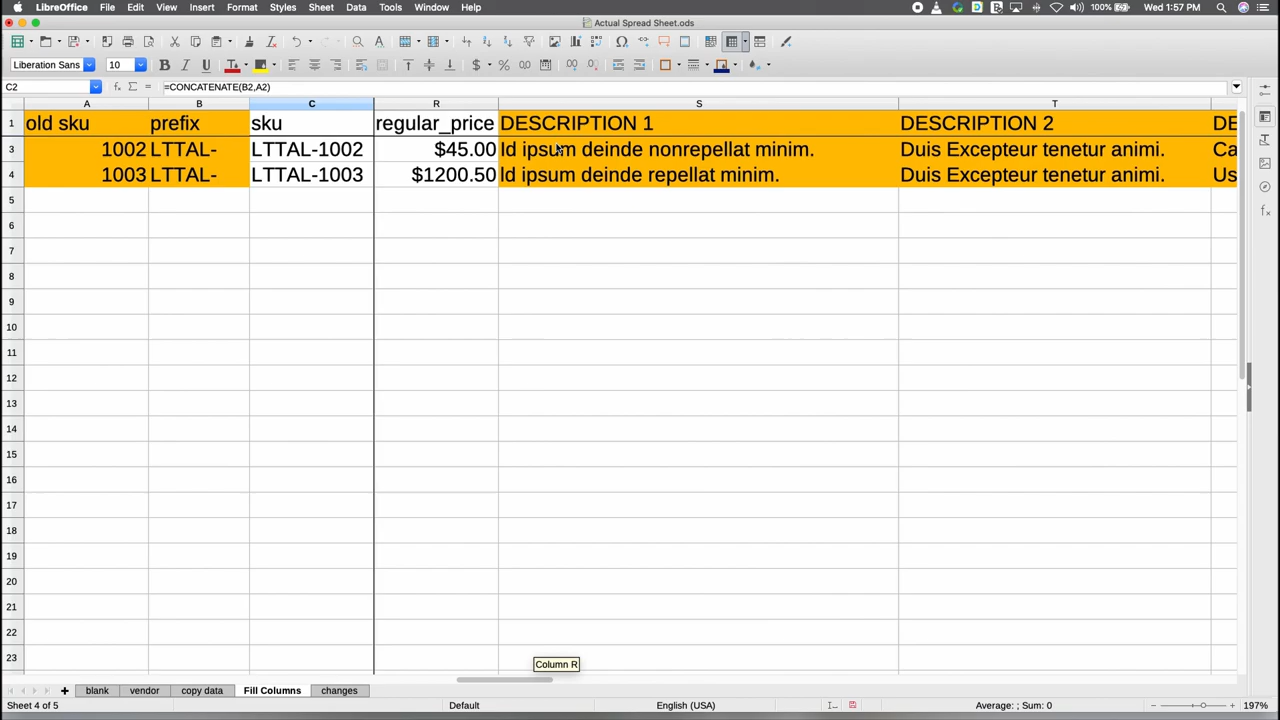 LibreOffice File Edit View Insert Format Styles Sheet Data Tools Window Help 100% Wed 1:57 PM
Actual Spread Sheet.ods
Liberation Sans 10
C2 =CONCATENATE(B2,A2)
A B C R S T
1 old sku prefix sku regular_price DESCRIPTION 1 DESCRIPTION 2 DE
3 1002 LTTAL- LTTAL-1002 $45.00 Id ipsum deinde nonrepellat minim. Duis Excepteur tenetur animi. Ca
4 1003 LTTAL- LTTAL-1003 $1200.50 Id ipsum deinde repellat minim. Duis Excepteur tenetur animi. Us
5
6
7
8
9
10
11
12
13
14
15
16
17
18
19
20
21
22
23
Column R
blank vendor copy data Fill Columns changes
Sheet 4 of 5 Default English (USA) Average: ; Sum: 0 197%